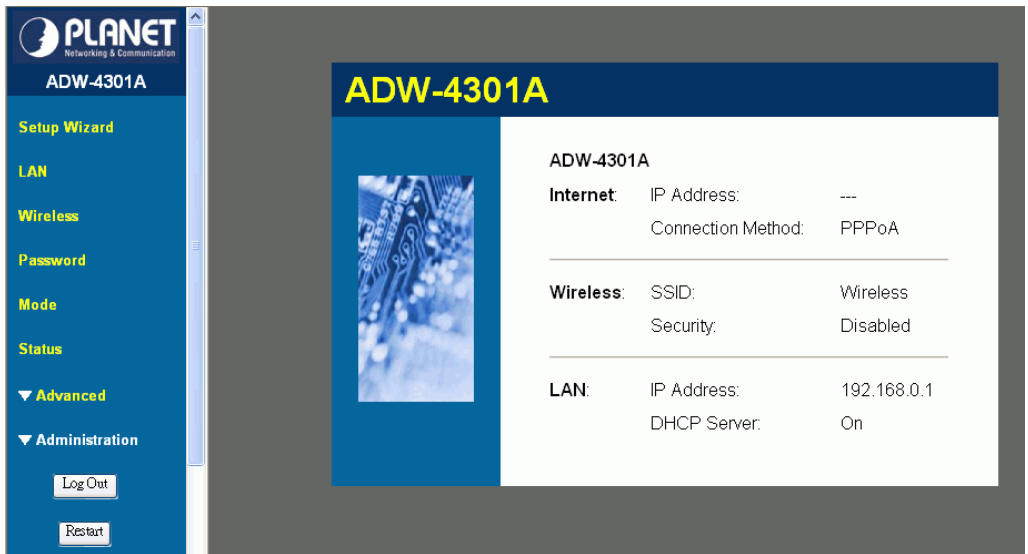 PLANET
Networking & Communication
ADW-4301A
Setup Wizard
LAN
Wireless
Password
Mode
Status
▼ Advanced
▼ Administration
Log Out
Restart
ADW-4301A
ADW-4301A
Internet: IP Address: ---
Connection Method: PPPoA
Wireless: SSID: Wireless
Security: Disabled
LAN: IP Address: 192.168.0.1
DHCP Server: On